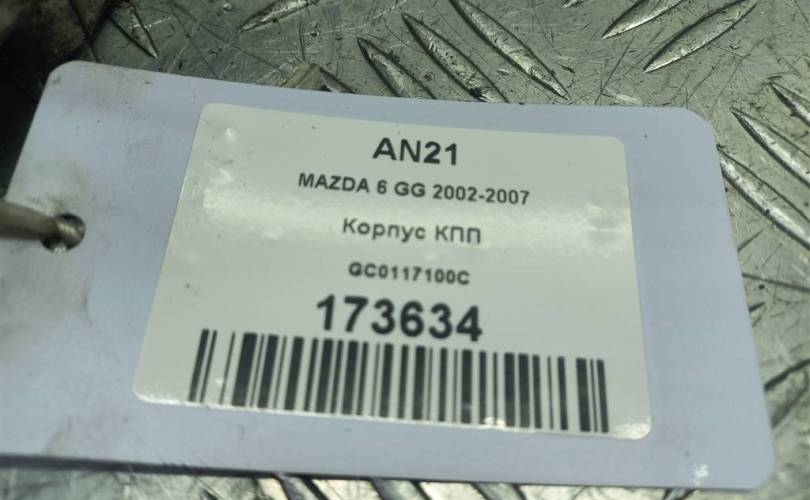 AN21
MAZDA 6 GG 2002-2007
Корпус КПП
GC0117100C
173634